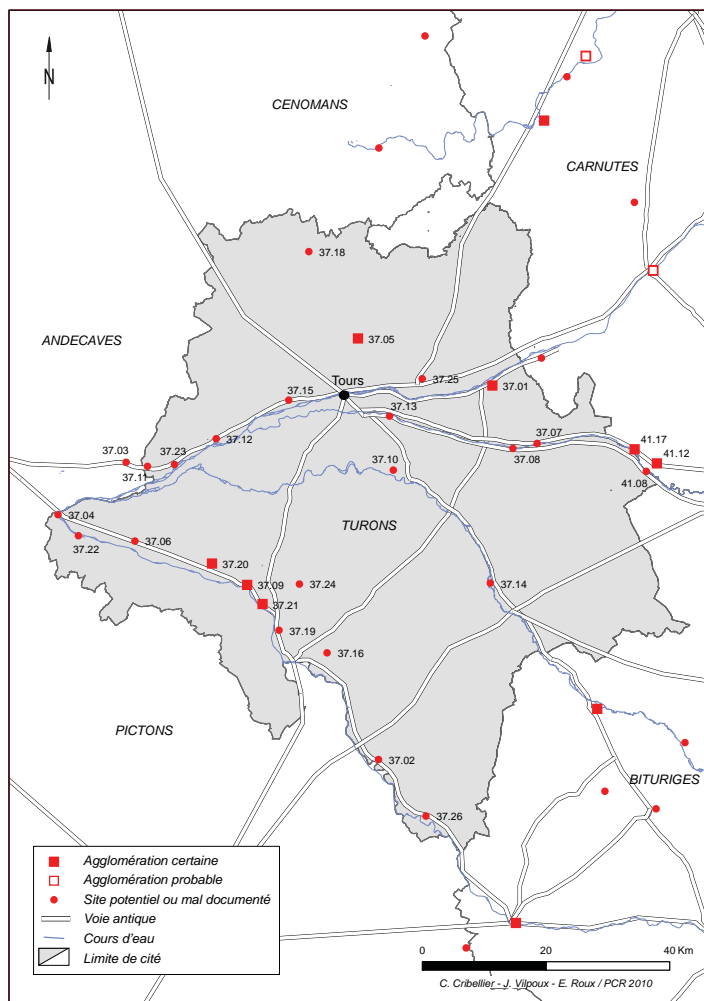 N
CENOMANS
CARNUTES
37.18
ANDECAVES
37.05
Tours
37.25
37.15
37.01
37.13
37.03
37.12
37.07
41.17
37.23
37.11
37.08
41.12
37.10
41.08
37.04
TURONS
37.22
37.06
37.20
37.09
37.24
37.14
37.21
37.19
37.16
PICTONS
37.02
BITURIGES
37.26
Agglomération certaine
Agglomération probable
Site potentiel ou mal documenté
Voie antique
Cours d'eau
Limite de cité
0 20 40 Km
C. Cribellier - J. Vilpoux - E. Roux / PCR 2010